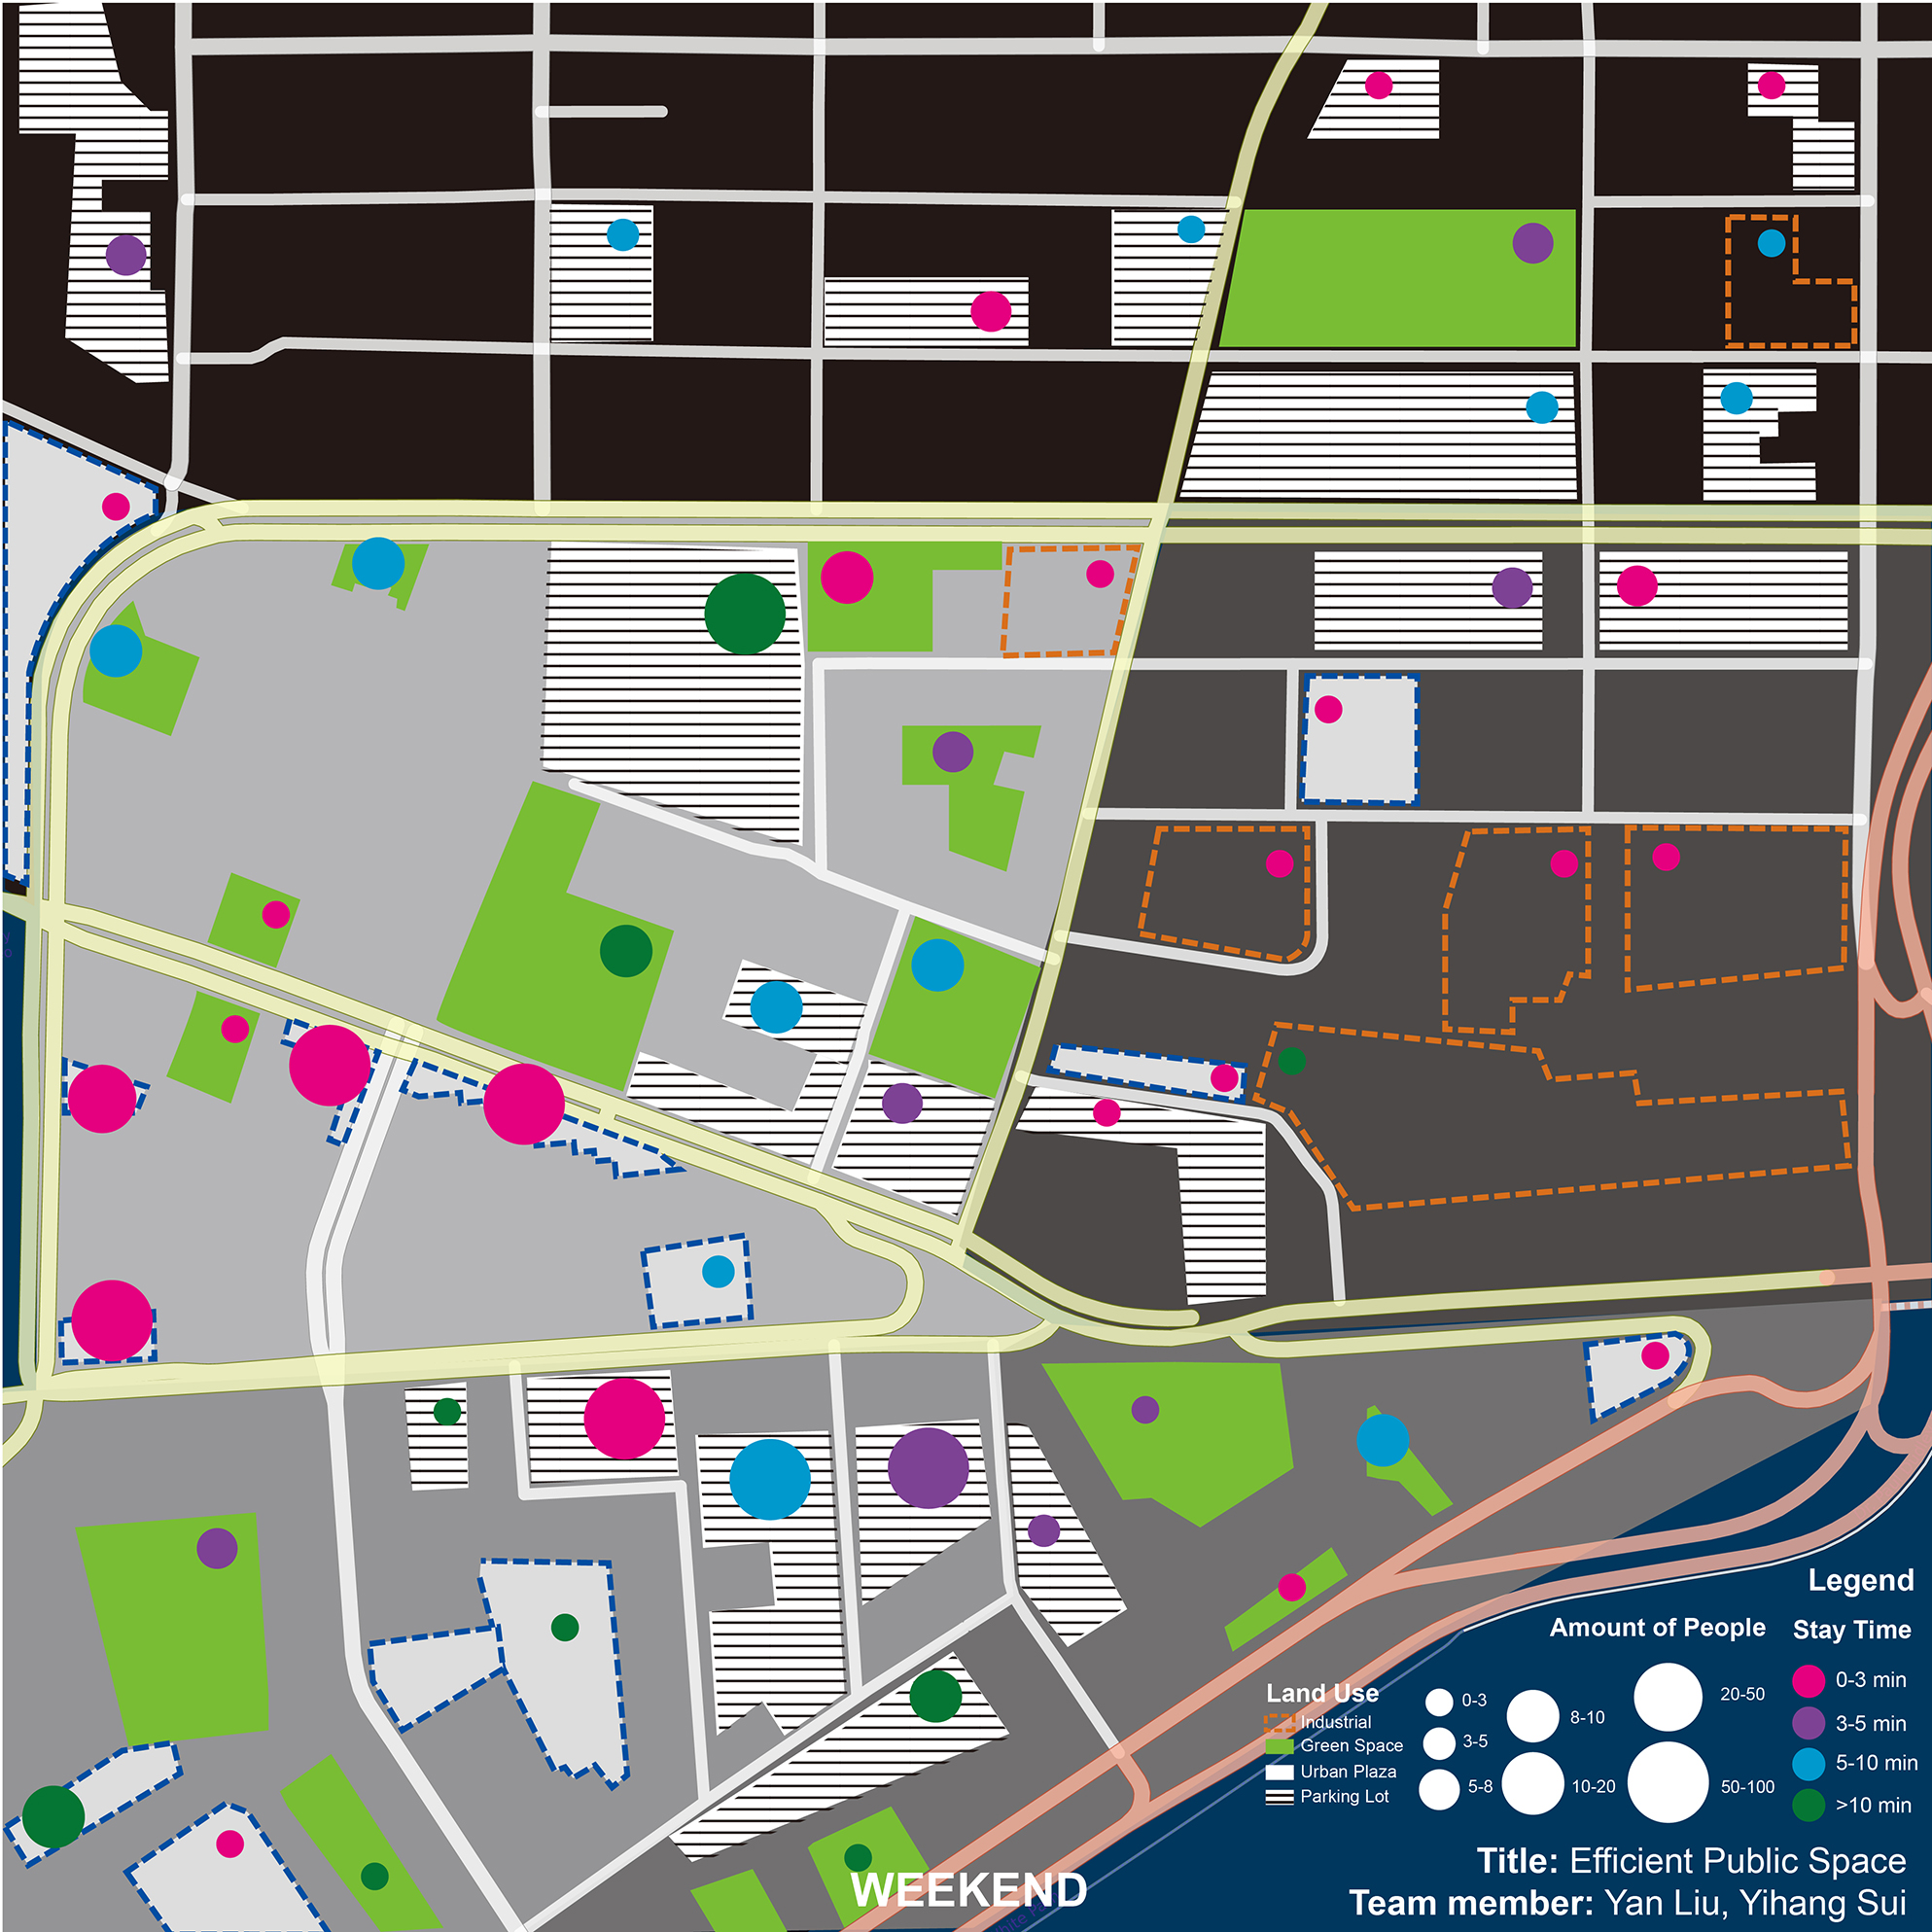 Legend
Amount of People
Stay Time
Land Use
Industrial
Green Space
Urban Plaza
Parking Lot
0-3
3-5
5-8
8-10
10-20
20-50
50-100
0-3 min
3-5 min
5-10 min
>10 min
WEEKEND
Title: Efficient Public Space
Team member: Yan Liu, Yihang Sui